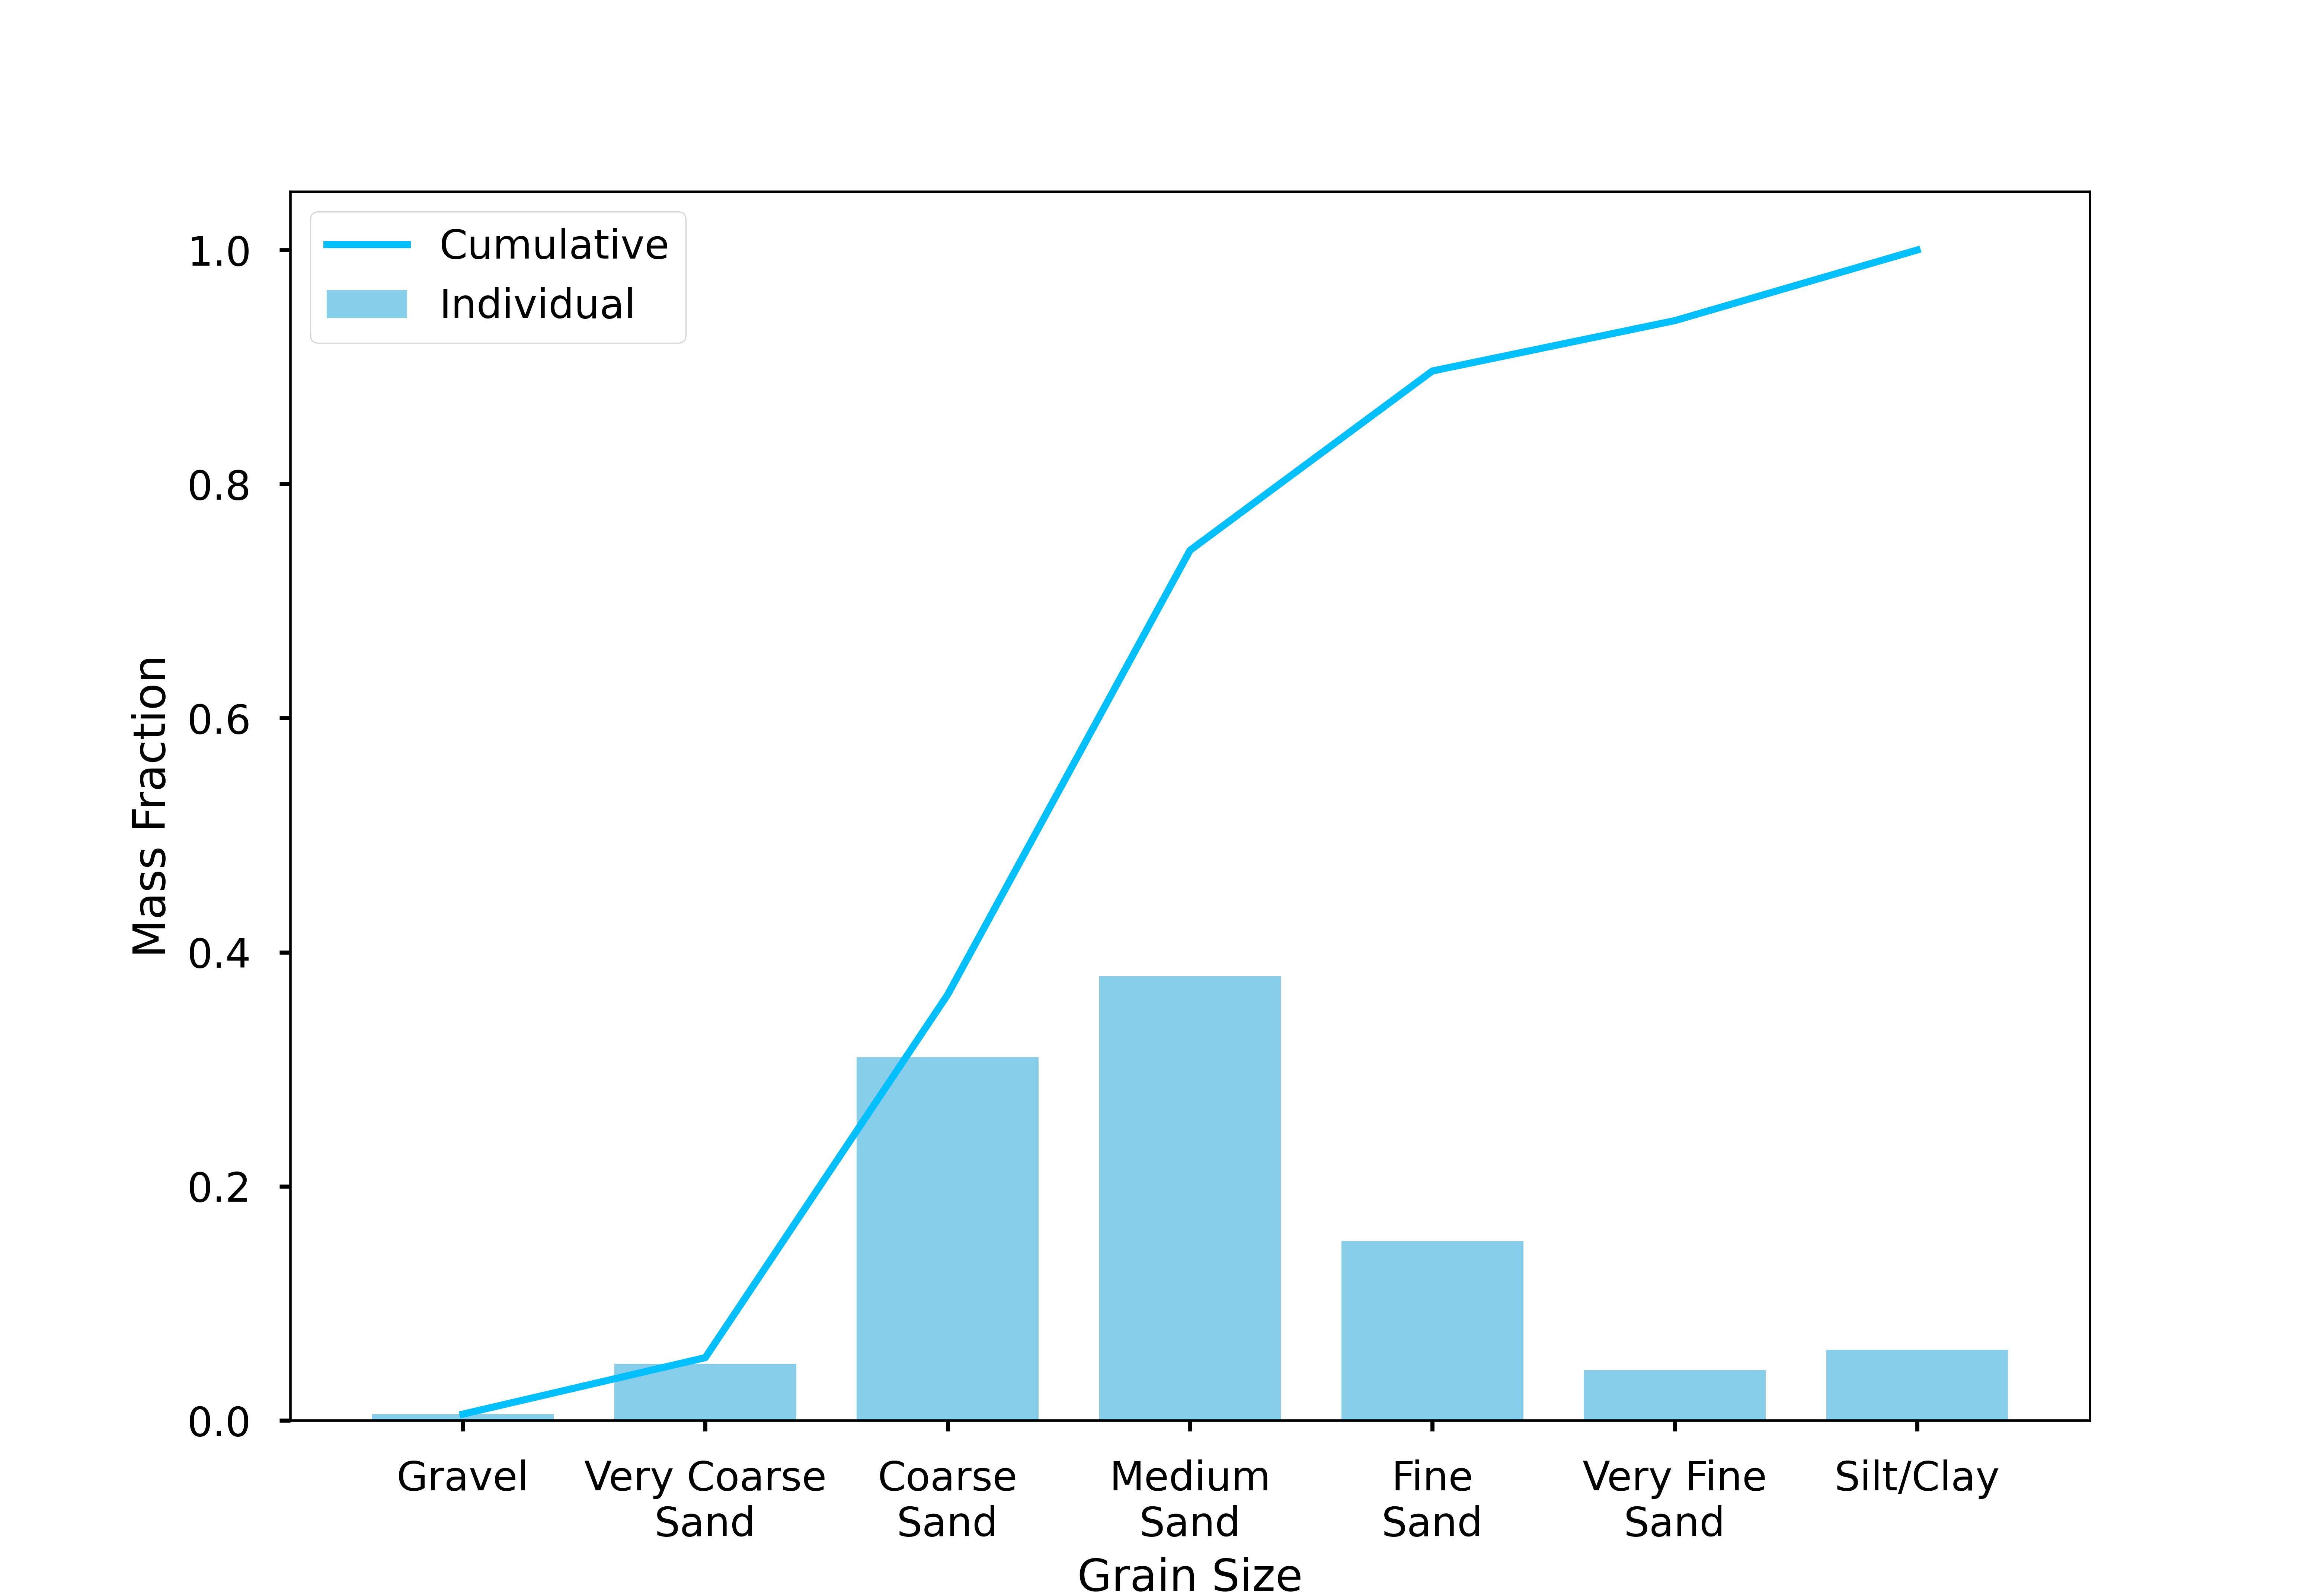 Cumulative
Individual
1.0
0.8
0.6
0.4
0.2
0.0
Mass Fraction
Gravel
Very Coarse
Sand
Coarse
Sand
Medium
Sand
Fine
Sand
Very Fine
Sand
Silt/Clay
Grain Size